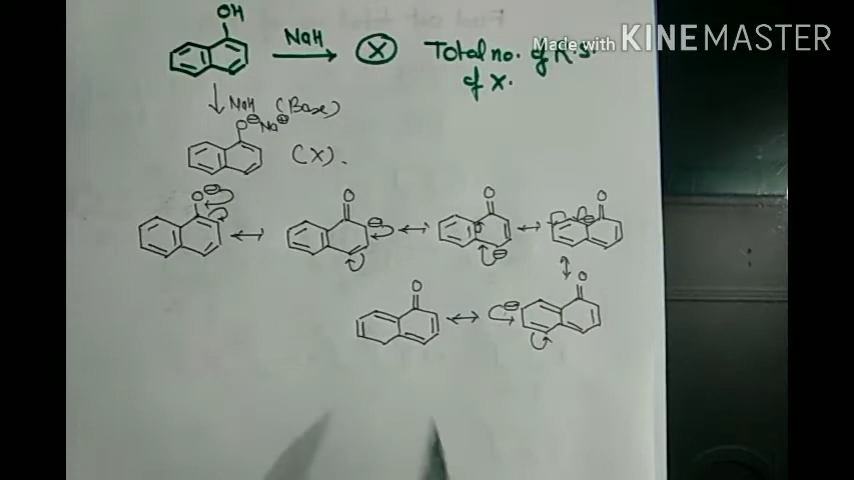 OH
NaH
X
Total no. of R.S.
of X.
Made with KINEMASTER
NaH (Base)
O⊖ Na⊕
(X).
O⊖
O
⊖
O
⊖
O
⊖
O
O
⊖